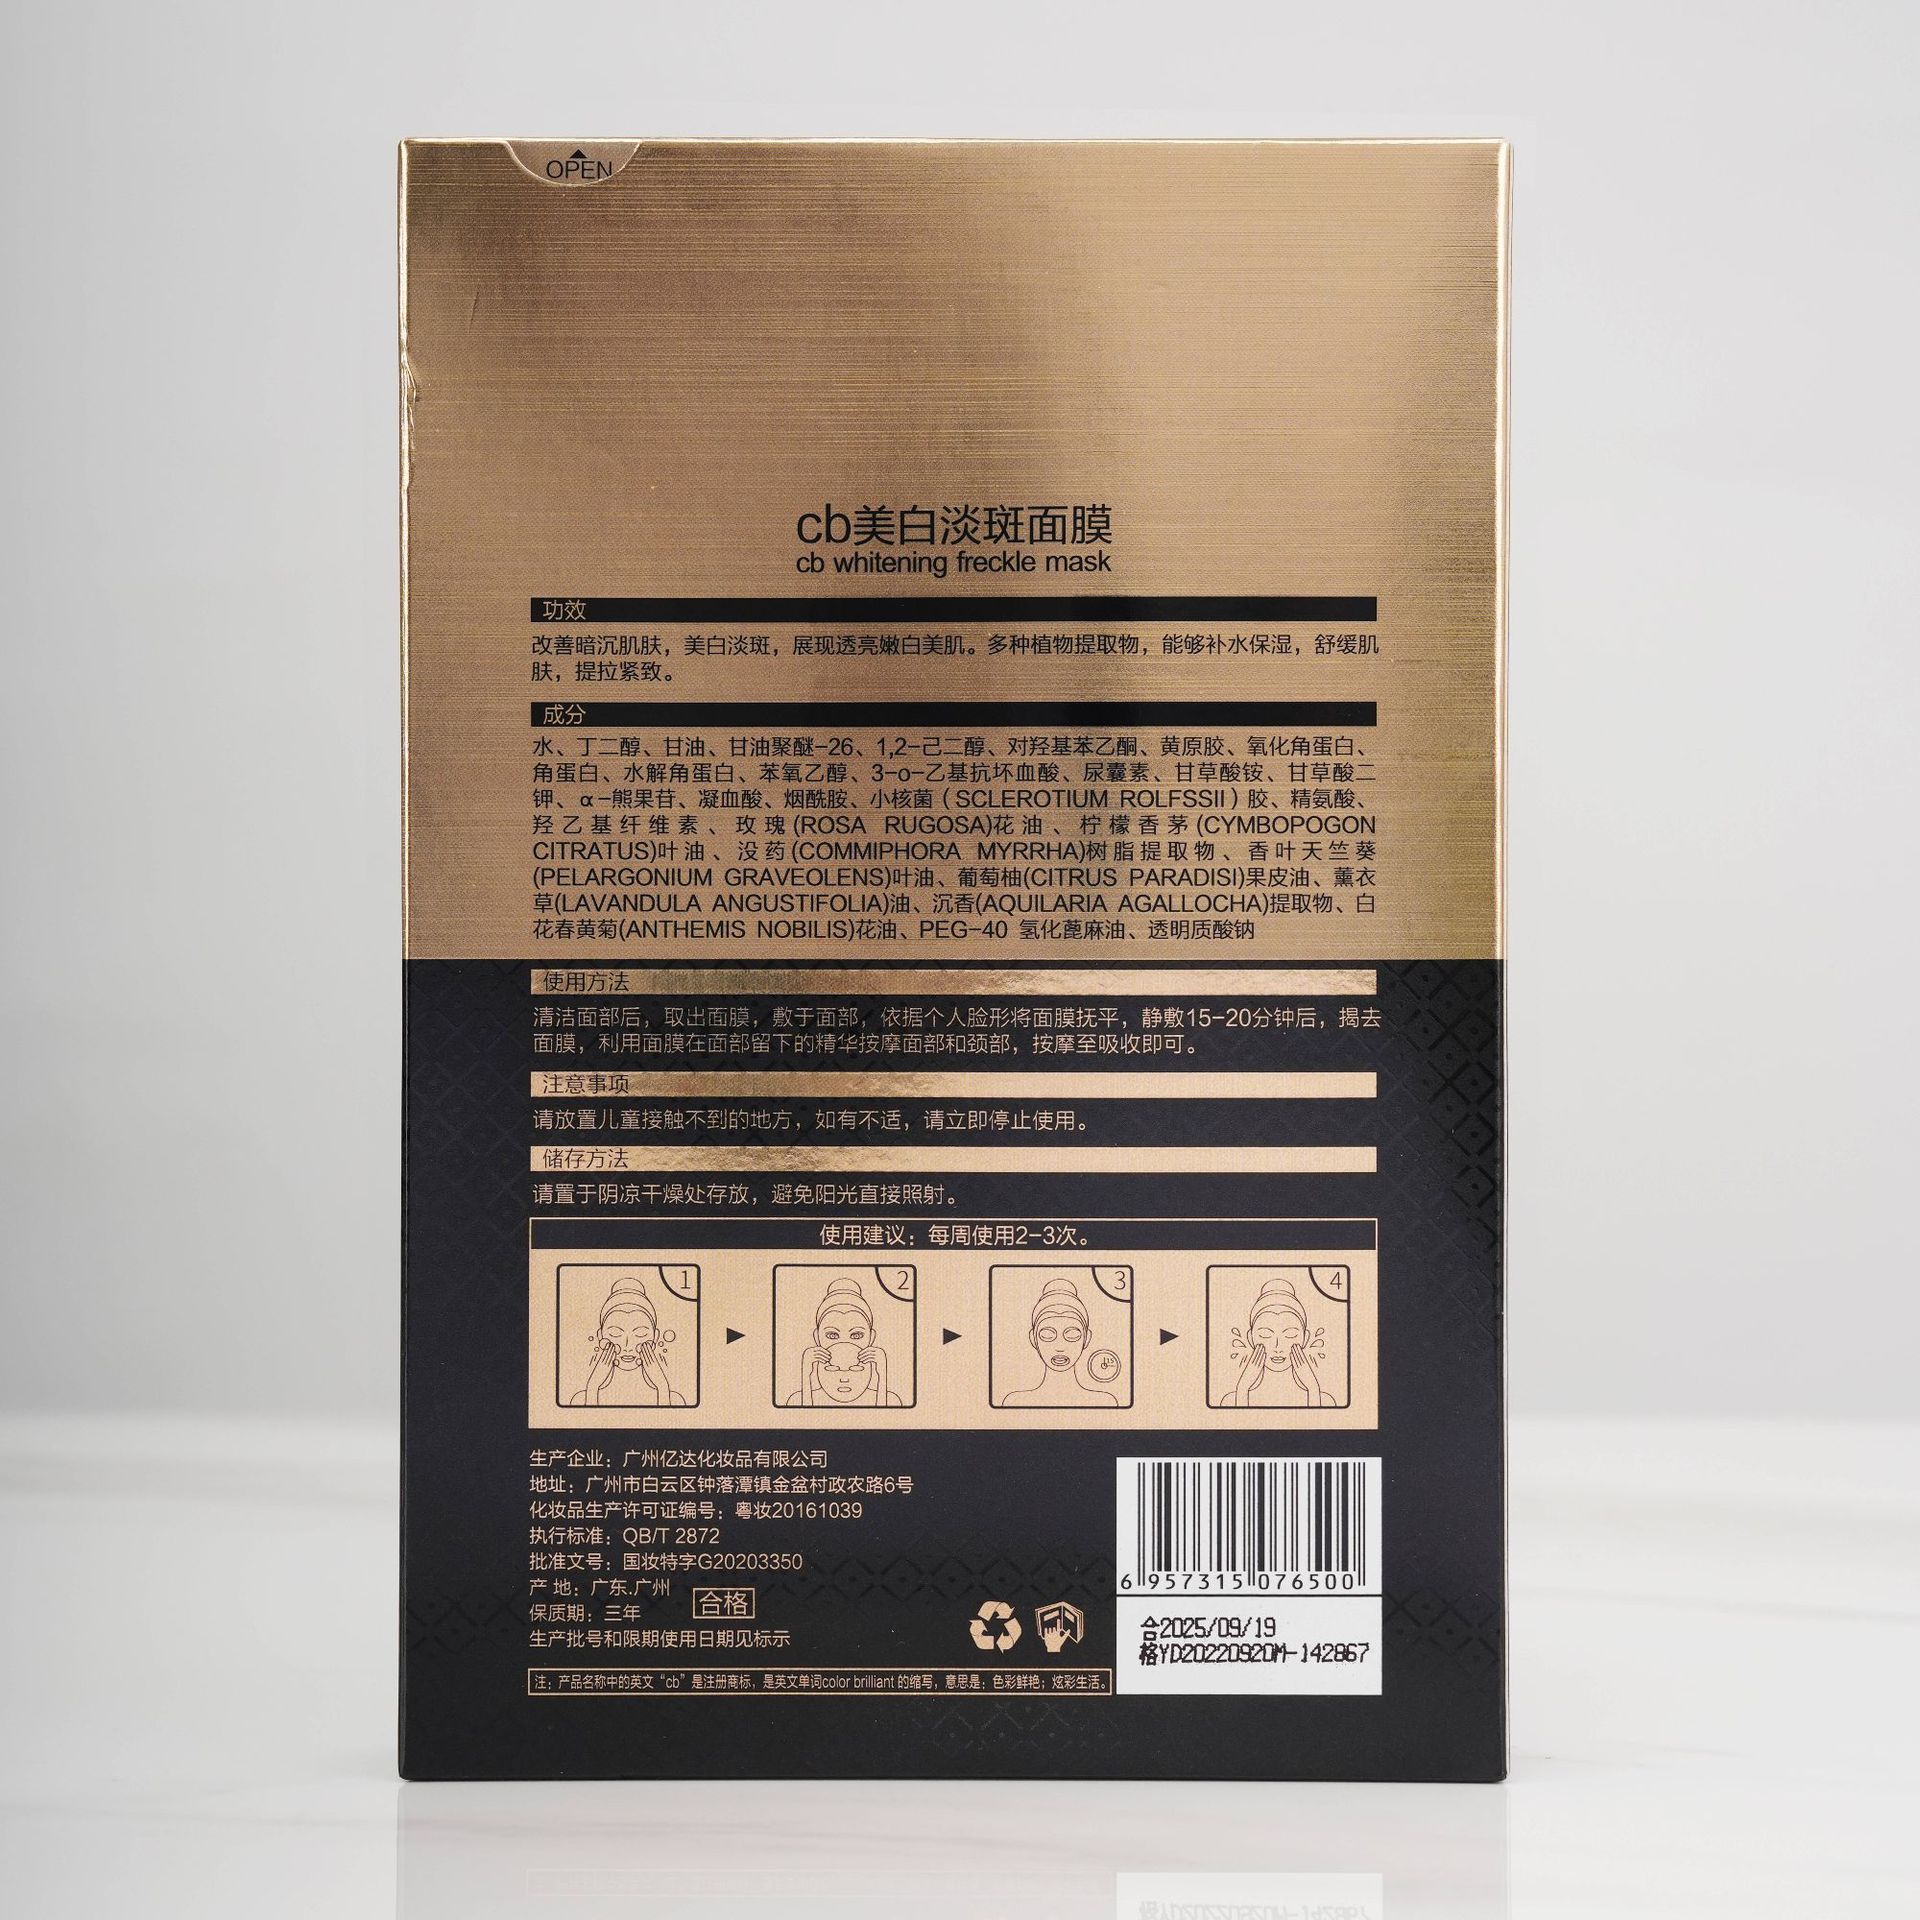 OPEN
cb美白淡斑面膜
cb whitening freckle mask
功效
改善暗沉肌肤，美白淡斑，展现透亮嫩白美肌。多种植物提取物，能够补水保湿，舒缓肌
肤，提拉紧致。
成分
水、丁二醇、甘油、甘油聚醚-26、1,2-己二醇、对羟基苯乙酮、黄原胶、氧化角蛋白、
角蛋白、水解角蛋白、苯氧乙醇、3-o-乙基抗坏血酸、尿囊素、甘草酸铵、甘草酸二
钾、α-熊果苷、凝血酸、烟酰胺、小核菌（SCLEROTIUM ROLFSSII）胶、精氨酸、
羟乙基纤维素、玫瑰(ROSA RUGOSA)花油、柠檬香茅(CYMBOPOGON
CITRATUS)叶油、没药(COMMIPHORA MYRRHA)树脂提取物、香叶天竺葵
(PELARGONIUM GRAVEOLENS)叶油、葡萄柚(CITRUS PARADISI)果皮油、薰衣
草(LAVANDULA ANGUSTIFOLIA)油、沉香(AQUILARIA AGALLOCHA)提取物、白
花春黄菊(ANTHEMIS NOBILIS)花油、PEG-40 氢化蓖麻油、透明质酸钠
使用方法
清洁面部后，取出面膜，敷于面部，依据个人脸形将面膜抚平，静敷15-20分钟后，揭去
面膜，利用面膜在面部留下的精华按摩面部和颈部，按摩至吸收即可。
注意事项
请放置儿童接触不到的地方，如有不适，请立即停止使用。
储存方法
请置于阴凉干燥处存放，避免阳光直接照射。
使用建议：每周使用2-3次。
1 2 3 4
15
生产企业：广州亿达化妆品有限公司
地址：广州市白云区钟落潭镇金盆村政农路6号
化妆品生产许可证编号：粤妆20161039
执行标准：QB/T 2872
批准文号：国妆特字G20203350
产 地：广东.广州
保质期：三年
合格
生产批号和限期使用日期见标示
注：产品名称中的英文“cb”是注册商标，是英文单词color brilliant 的缩写，意思是：色彩鲜艳；炫彩生活。
6 957315 076500
合2025/09/19
格YD20220920M-142867